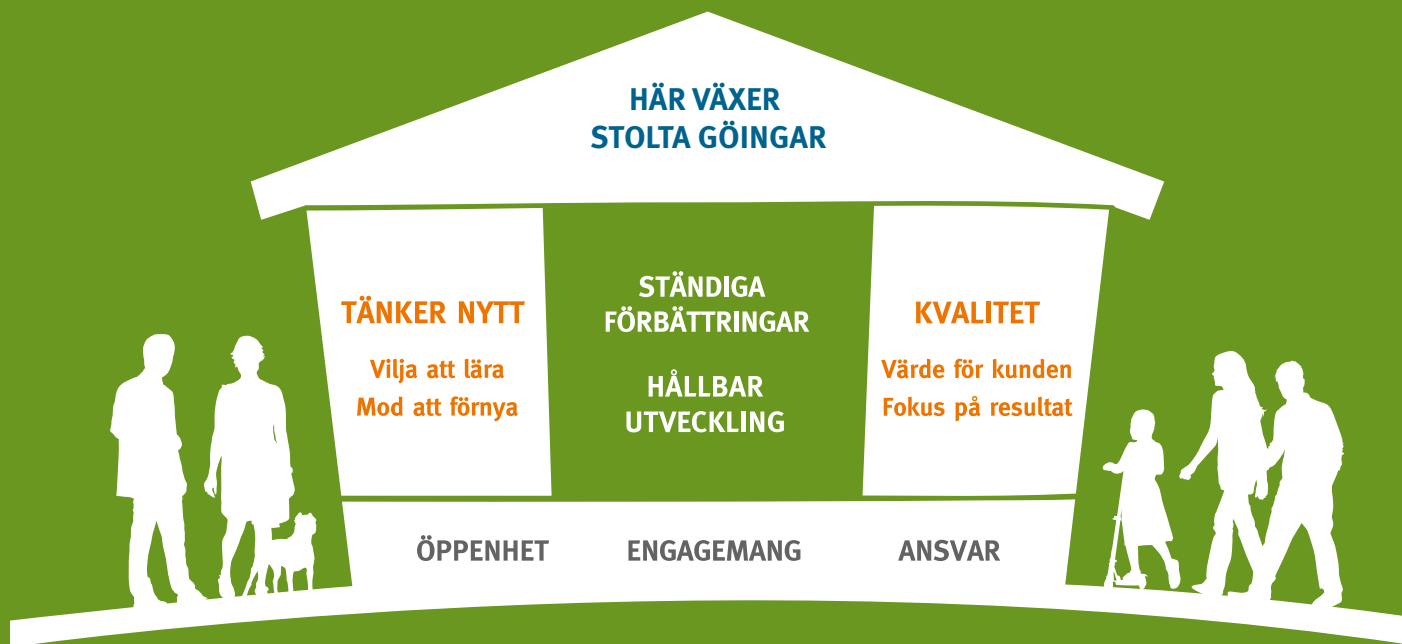 HÄR VÄXER
STOLTA GÖINGAR
TÄNKER NYTT
Vilja att lära
Mod att förnya
STÄNDIGA
FÖRBÄTTRINGAR
HÅLLBAR
UTVECKLING
KVALITET
Värde för kunden
Fokus på resultat
ÖPPENHET
ENGAGEMANG
ANSVAR